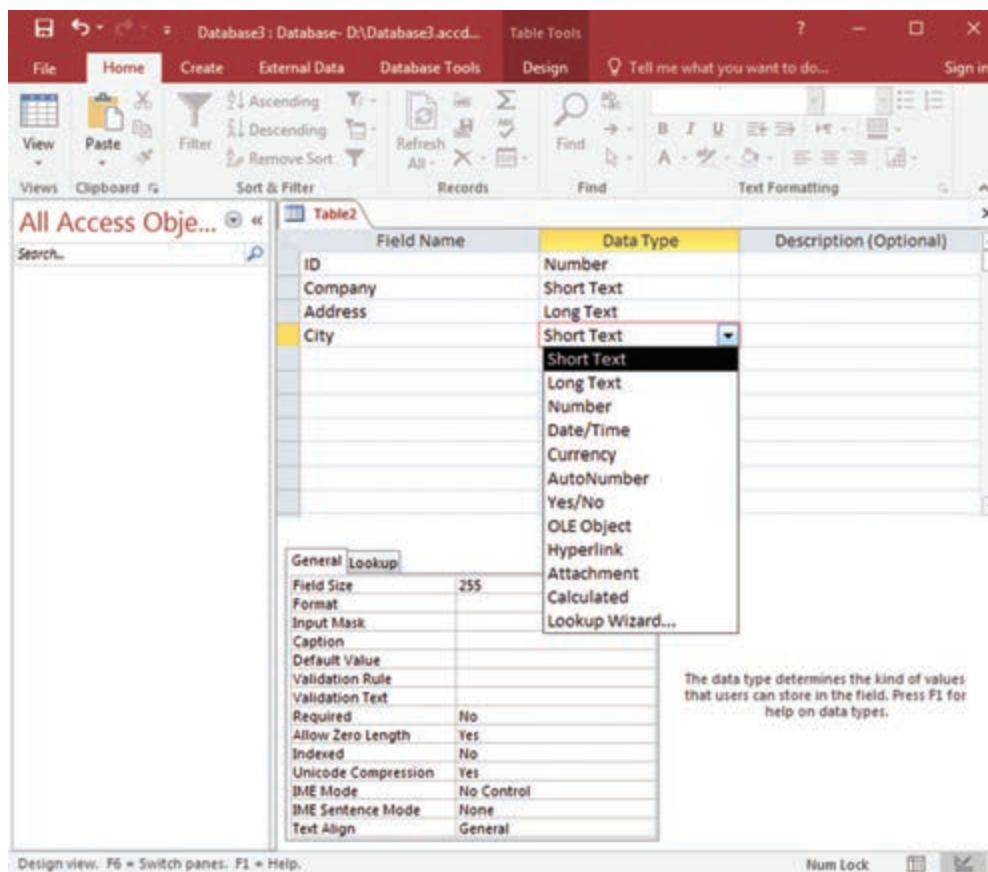 Database3 : Database- D:\Database3.accd... Table Tools ?
File Home Create External Data Database Tools Design Tell me what you want to do... Sign in
View Paste Filter Ascending Descending Remove Sort Refresh All Find B I U A
Views Clipboard Sort & Filter Records Find Text Formatting
All Access Obje... «
Search..
Table2
Field Name Data Type Description (Optional)
ID Number
Company Short Text
Address Long Text
City Short Text
Short Text
Long Text
Number
Date/Time
Currency
AutoNumber
Yes/No
OLE Object
Hyperlink
Attachment
Calculated
Lookup Wizard...
General Lookup
Field Size 255
Format
Input Mask
Caption
Default Value
Validation Rule
Validation Text
Required No
Allow Zero Length Yes
Indexed No
Unicode Compression Yes
IME Mode No Control
IME Sentence Mode None
Text Align General
The data type determines the kind of values
that users can store in the field. Press F1 for
help on data types.
Design view. F6 = Switch panes. F1 = Help. Num Lock